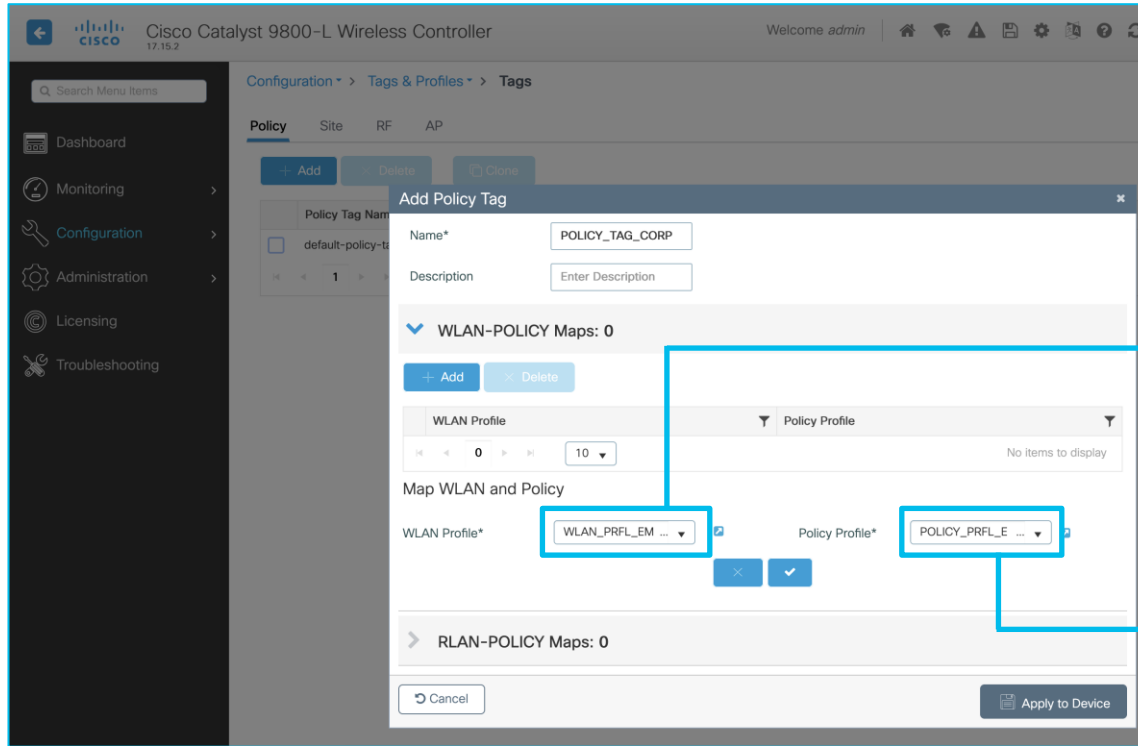 CISCO
Cisco Catalyst 9800-L Wireless Controller
17.15.2
Welcome admin
Search Menu Items
Dashboard
Monitoring
Configuration
Administration
Licensing
Troubleshooting
Configuration > Tags & Profiles > Tags
Policy Site RF AP
+ Add × Delete Clone
Policy Tag Nam
default-policy-ta
1
Add Policy Tag
Name* POLICY_TAG_CORP
Description Enter Description
WLAN-POLICY Maps: 0
+ Add × Delete
WLAN Profile Policy Profile
0 10 No items to display
Map WLAN and Policy
WLAN Profile* WLAN_PRFL_EM ... Policy Profile* POLICY_PRFL_E ...
RLAN-POLICY Maps: 0
Cancel Apply to Device